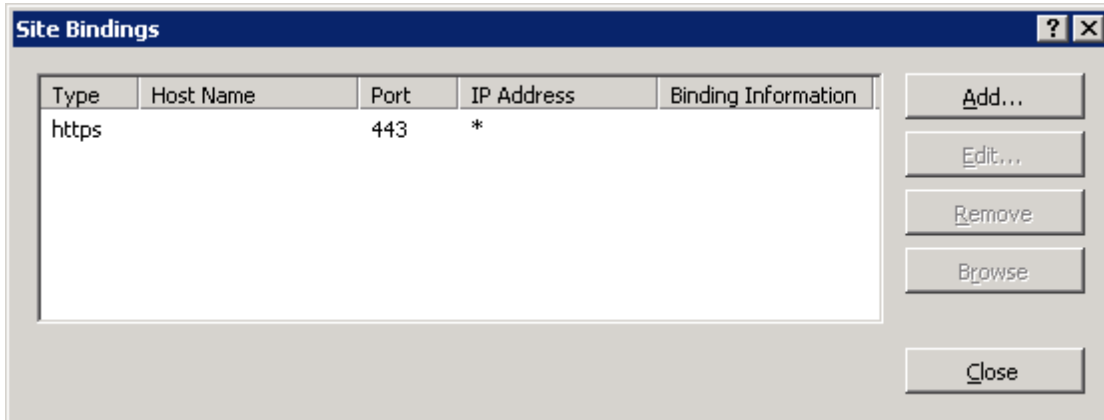 Site Bindings
? X
Type Host Name Port IP Address Binding Information
https 443 *
Add...
Edit...
Remove
Browse
Close